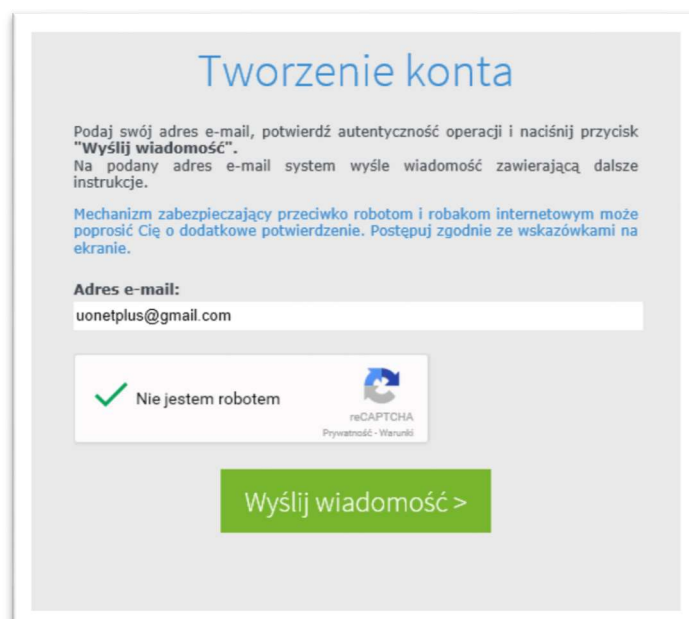 Tworzenie konta
Podaj swój adres e-mail, potwierdź autentyczność operacji i naciśnij przycisk
"Wyślij wiadomość".
Na podany adres e-mail system wyśle wiadomość zawierającą dalsze
instrukcje.
Mechanizm zabezpieczający przeciwko robotom i robakom internetowym może
poprosić Cię o dodatkowe potwierdzenie. Postępuj zgodnie ze wskazówkami na
ekranie.
Adres e-mail:
uonetplus@gmail.com
Nie jestem robotem
reCAPTCHA
Prywatność - Warunki
Wyślij wiadomość >